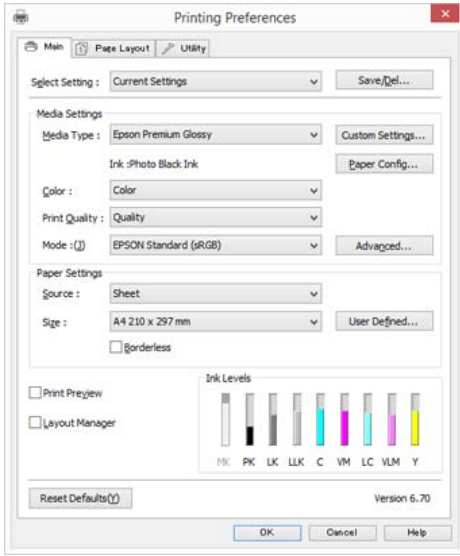 Printing Preferences
Main Page Layout Utility
Select Setting : Current Settings Save/Del...
Media Settings
Media Type : Epson Premium Glossy Custom Settings...
Ink :Photo Black Ink Paper Config...
Color : Color
Print Quality : Quality
Mode :(J) EPSON Standard (sRGB) Advanced...
Paper Settings
Source : Sheet
Size : A4 210 x 297 mm User Defined...
Borderless
Print Preview
Layout Manager
Ink Levels
MK PK LK LLK C VM LC VLM Y
Reset Defaults(Y) Version 6.70
OK Cancel Help